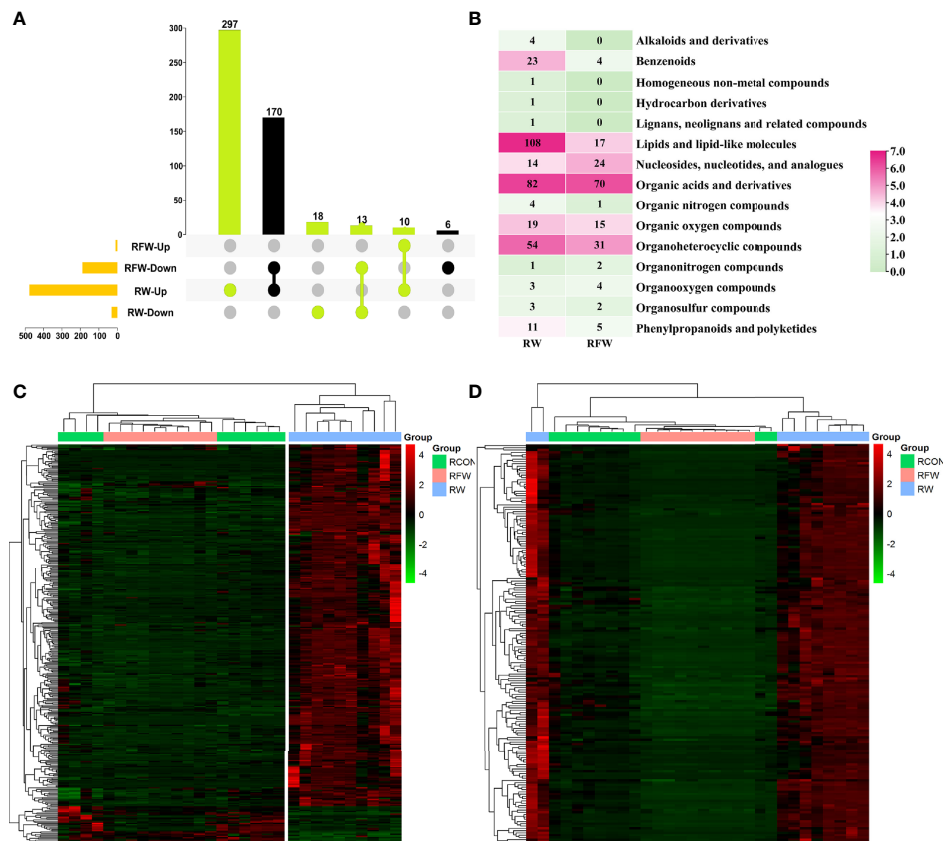 A
300
250
200
150
100
50
0
297
170
18
13
10
6
RFW-Up
RFW-Down
RW-Up
RW-Down
500 400 300 200 100 0
B
4 0 Alkaloids and derivatives
23 4 Benzenoids
1 0 Homogeneous non-metal compounds
1 0 Hydrocarbon derivatives
1 0 Lignans, neolignans and related compounds
108 17 Lipids and lipid-like molecules
14 24 Nucleosides, nucleotides, and analogues
82 70 Organic acids and derivatives
4 1 Organic nitrogen compounds
19 15 Organic oxygen compounds
54 31 Organoheterocyclic compounds
1 2 Organonitrogen compounds
3 4 Organooxygen compounds
3 2 Organosulfur compounds
11 5 Phenylpropanoids and polyketides
RW RFW
7.0
6.0
5.0
4.0
3.0
2.0
1.0
0.0
C
Group
4
2
0
-2
-4
Group
RCON
RFW
RW
D
Group
4
2
0
-2
-4
Group
RCON
RFW
RW